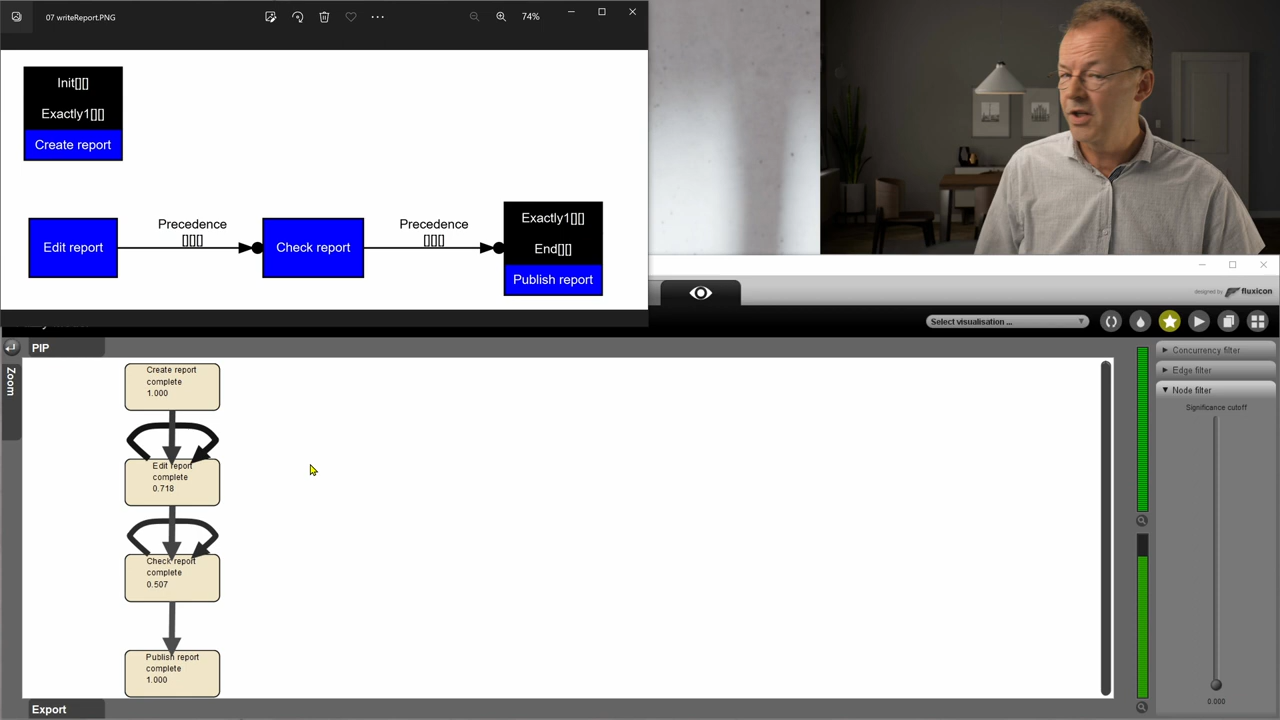 07 writeReport.PNG
74%
Init[][]
Exactly1[][]
Create report
Edit report
Precedence
[][][]
Check report
Precedence
[][][]
Exactly1[][]
End[][]
Publish report
designed by fluxicon
Select visualisation ...
PIP
Zoom
Create report
complete
1.000
Edit report
complete
0.718
Check report
complete
0.507
Publish report
complete
1.000
Export
Concurrency filter
Edge filter
Node filter
Significance cutoff
0.000